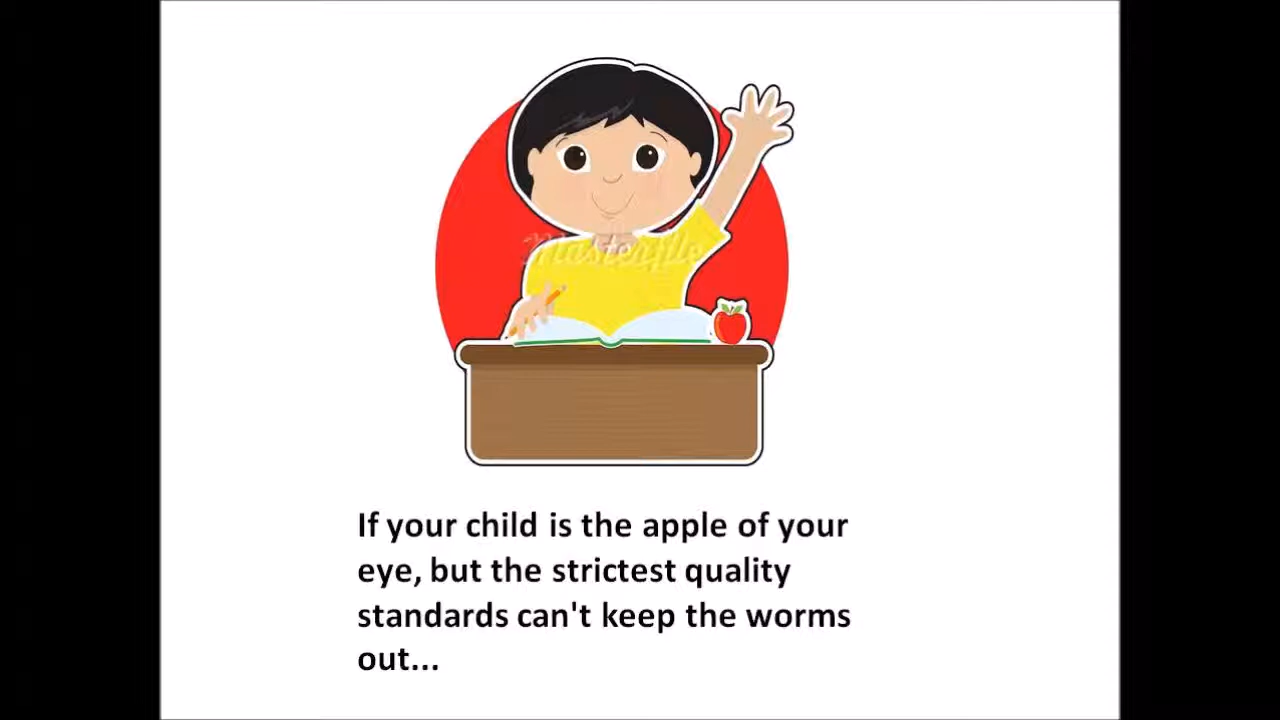 Masterfile
If your child is the apple of your
eye, but the strictest quality
standards can't keep the worms
out...